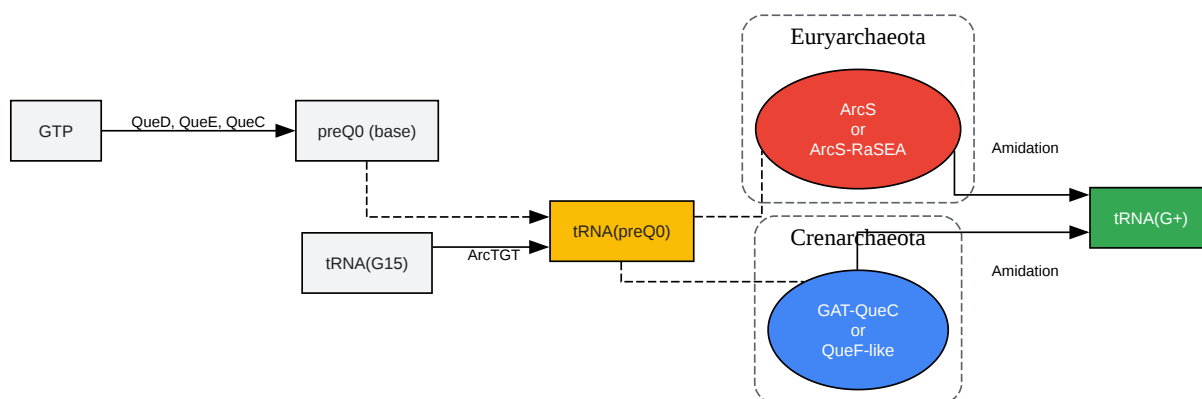 GTP
QueD, QueE, QueC
preQ0 (base)
tRNA(G15)
ArcTGT
tRNA(preQ0)
Euryarchaeota
ArcS
or
ArcS-RaSEA
Amidation
Crenarchaeota
GAT-QueC
or
QueF-like
Amidation
tRNA(G+)